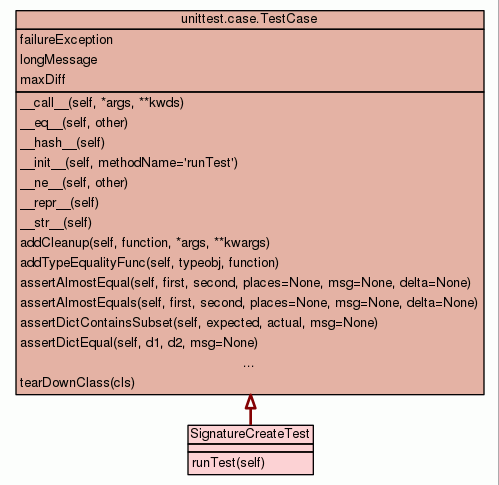 unittest.case.TestCase
failureException
longMessage
maxDiff
__call__(self, *args, **kwds)
__eq__(self, other)
__hash__(self)
__init__(self, methodName='runTest')
__ne__(self, other)
__repr__(self)
__str__(self)
addCleanup(self, function, *args, **kwargs)
addTypeEqualityFunc(self, typeobj, function)
assertAlmostEqual(self, first, second, places=None, msg=None, delta=None)
assertAlmostEquals(self, first, second, places=None, msg=None, delta=None)
assertDictContainsSubset(self, expected, actual, msg=None)
assertDictEqual(self, d1, d2, msg=None)
...
tearDownClass(cls)
SignatureCreateTest
runTest(self)